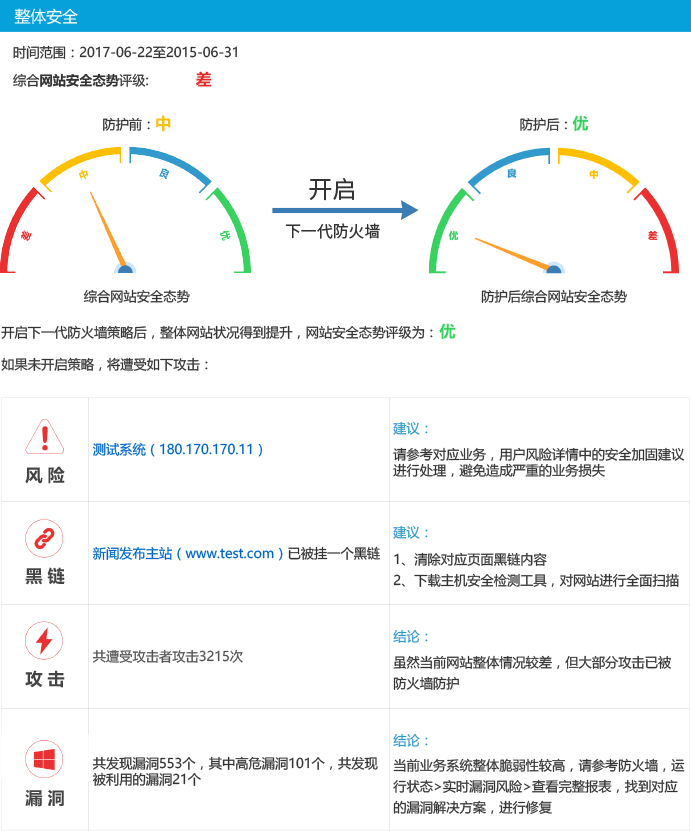 整体安全
时间范围：2017-06-22至2015-06-31
综合网站安全态势评级: 差
防护前：中
防护后：优
差
中
良
优
开启
下一代防火墙
优
良
中
差
综合网站安全态势
防护后综合网站安全态势
开启下一代防火墙策略后，整体网站状况得到提升，网站安全态势评级为：优
如果未开启策略，将遭受如下攻击：
风险
测试系统（180.170.170.11）
建议：
请参考对应业务，用户风险详情中的安全加固建议
进行处理，避免造成严重的业务损失
黑链
新闻发布主站（www.test.com）已被挂一个黑链
建议：
1、清除对应页面黑链内容
2、下载主机安全检测工具，对网站进行全面扫描
攻击
共遭受攻击者攻击3215次
结论：
虽然当前网站整体情况较差，但大部分攻击已被
防火墙防护
漏洞
共发现漏洞553个，其中高危漏洞101个，共发现
被利用的漏洞21个
结论：
当前业务系统整体脆弱性较高，请参考防火墙，运
行状态>实时漏洞风险>查看完整报表，找到对应
的漏洞解决方案，进行修复